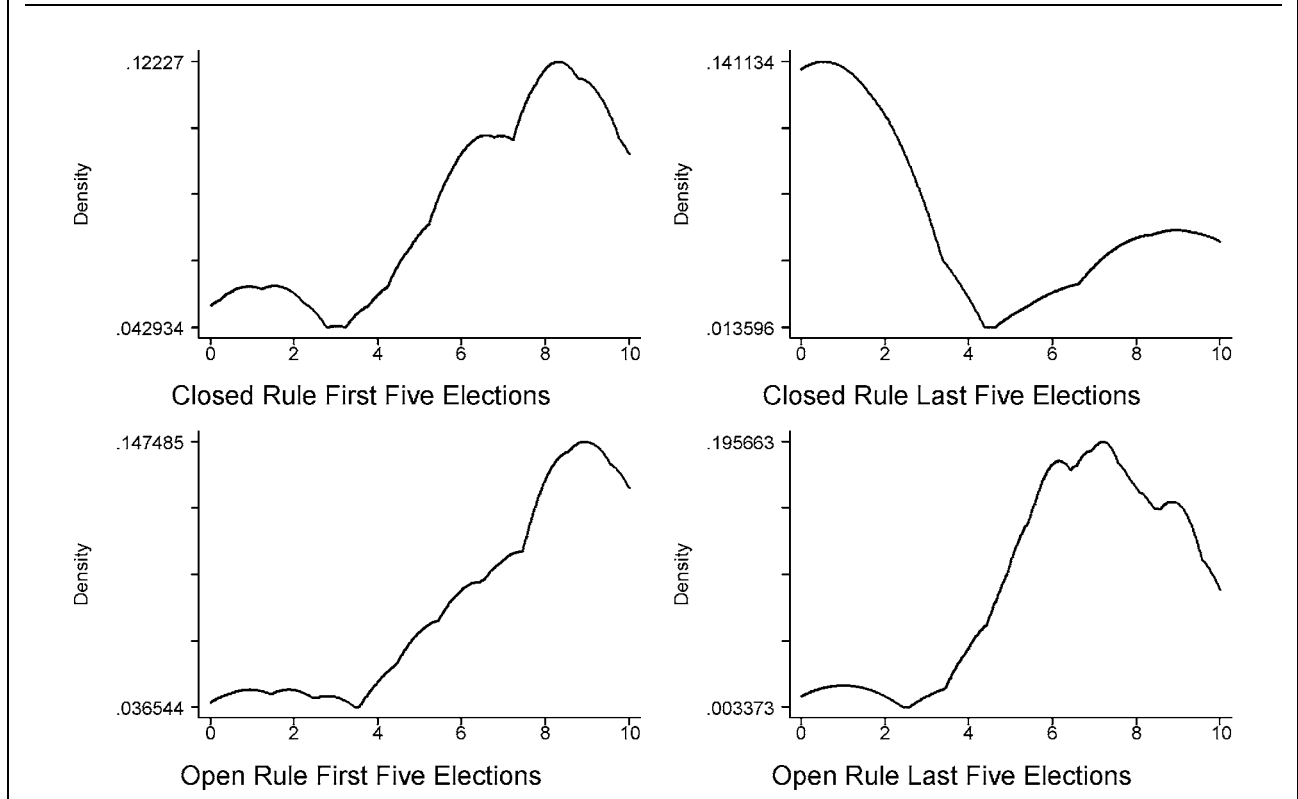 .12227
.141134
Density
Density
.042934
.013596
0 2 4 6 8 10
0 2 4 6 8 10
Closed Rule First Five Elections
Closed Rule Last Five Elections
.147485
.195663
Density
Density
.036544
.003373
0 2 4 6 8 10
0 2 4 6 8 10
Open Rule First Five Elections
Open Rule Last Five Elections